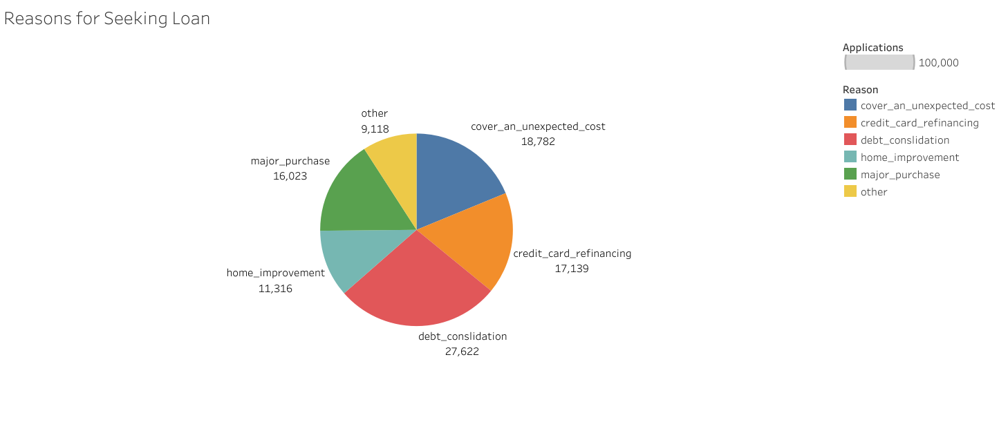 Reasons for Seeking Loan
Applications
100,000
Reason
cover_an_unexpected_cost
credit_card_refinancing
debt_conslidation
home_improvement
major_purchase
other
other
9,118
cover_an_unexpected_cost
18,782
major_purchase
16,023
credit_card_refinancing
17,139
home_improvement
11,316
debt_conslidation
27,622